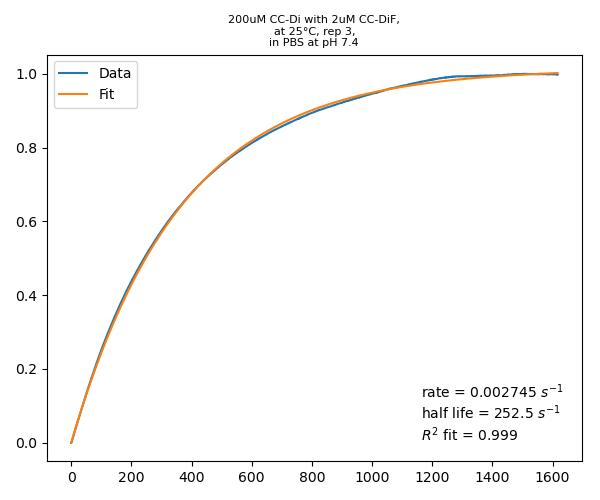 200uM CC-Di with 2uM CC-DiF,
at 25°C, rep 3,
in PBS at pH 7.4
1.0
Data
Fit
0.8
0.6
0.4
0.2
0.0
rate = 0.002745 s⁻¹
half life = 252.5 s⁻¹
R² fit = 0.999
0 200 400 600 800 1000 1200 1400 1600